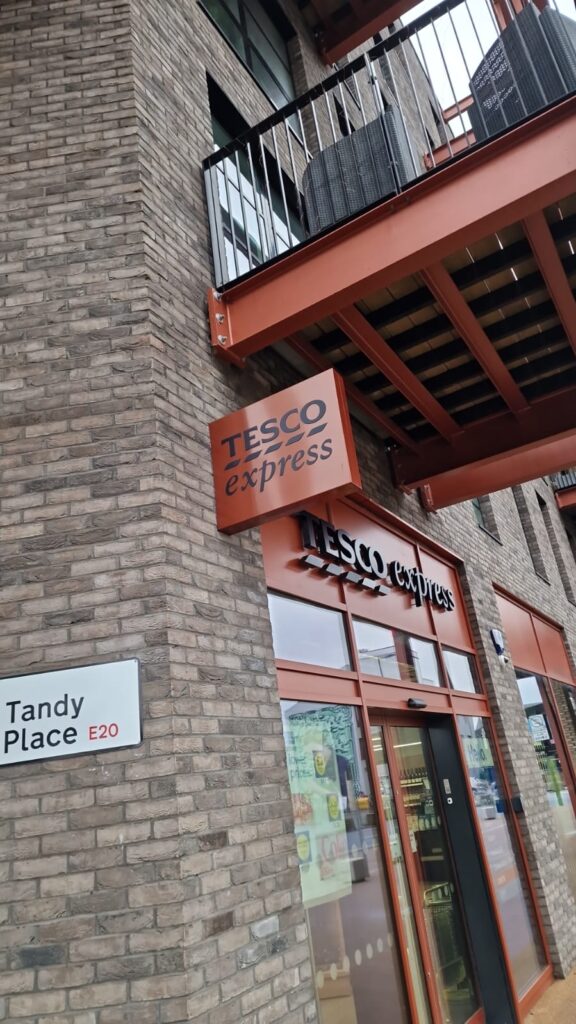 TESCO
express
TESCO express
Tandy
Place E20